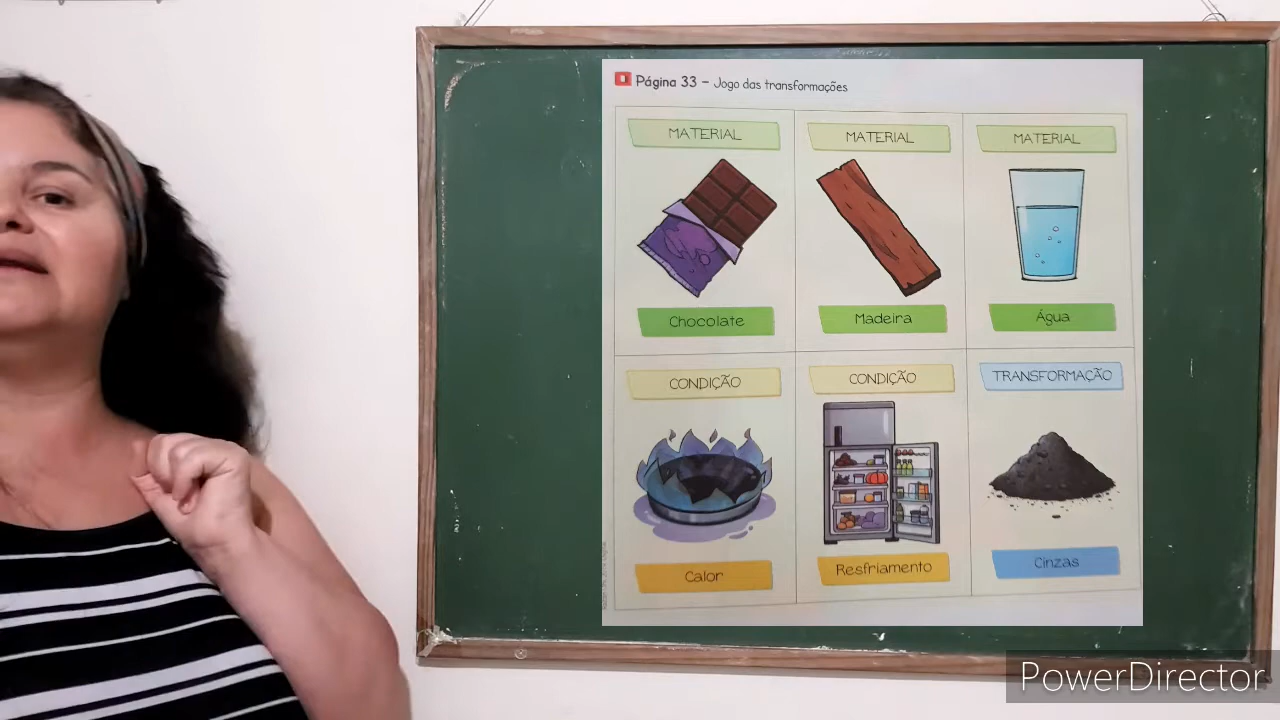 Página 33 – Jogo das transformações
MATERIAL
MATERIAL
MATERIAL
Chocolate
Madeira
Água
CONDIÇÃO
CONDIÇÃO
TRANSFORMAÇÃO
Calor
Resfriamento
Cinzas
PowerDirector